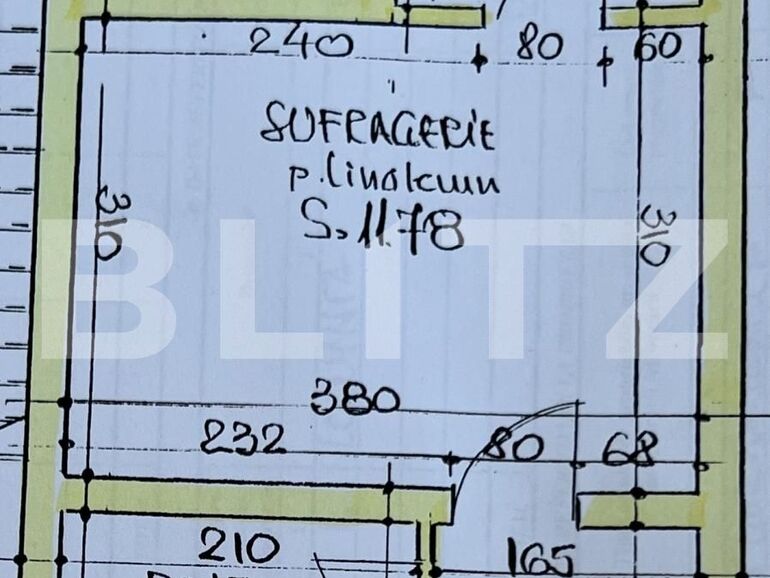 240 80 60
SUFRAGERIE
p.linoleum
S.11.78
310 310
BLITZ
380
232 80 68
210 165